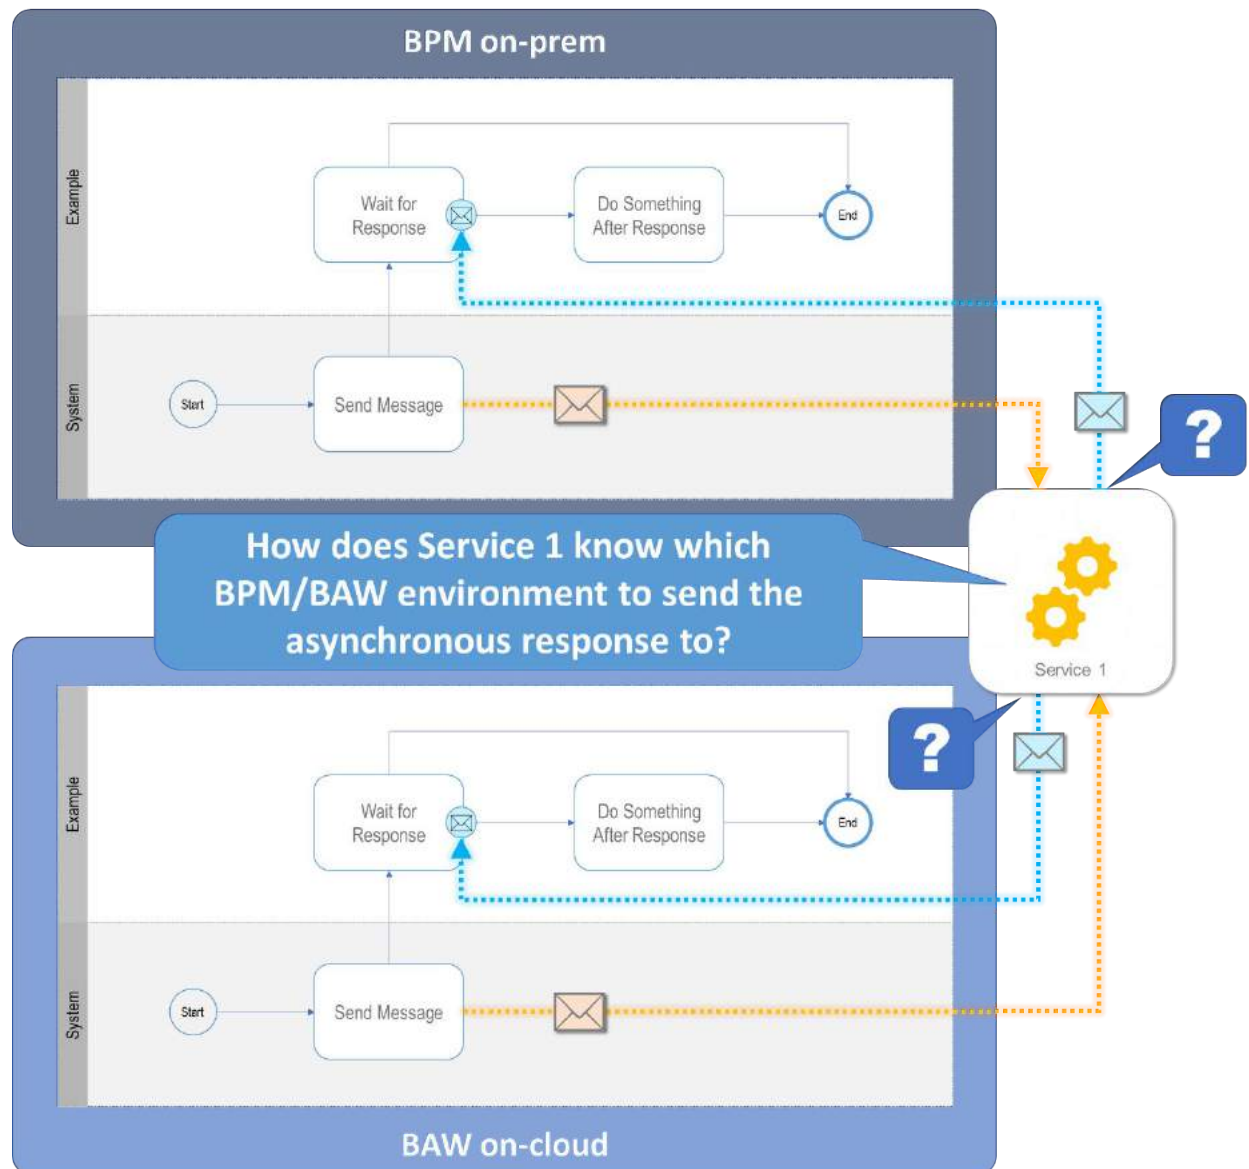 BPM on-prem
Example
Wait for
Response
Do Something
After Response
End
System
Start
Send Message
?
How does Service 1 know which
BPM/BAW environment to send the
asynchronous response to?
Service 1
?
Example
Wait for
Response
Do Something
After Response
End
System
Start
Send Message
BAW on-cloud